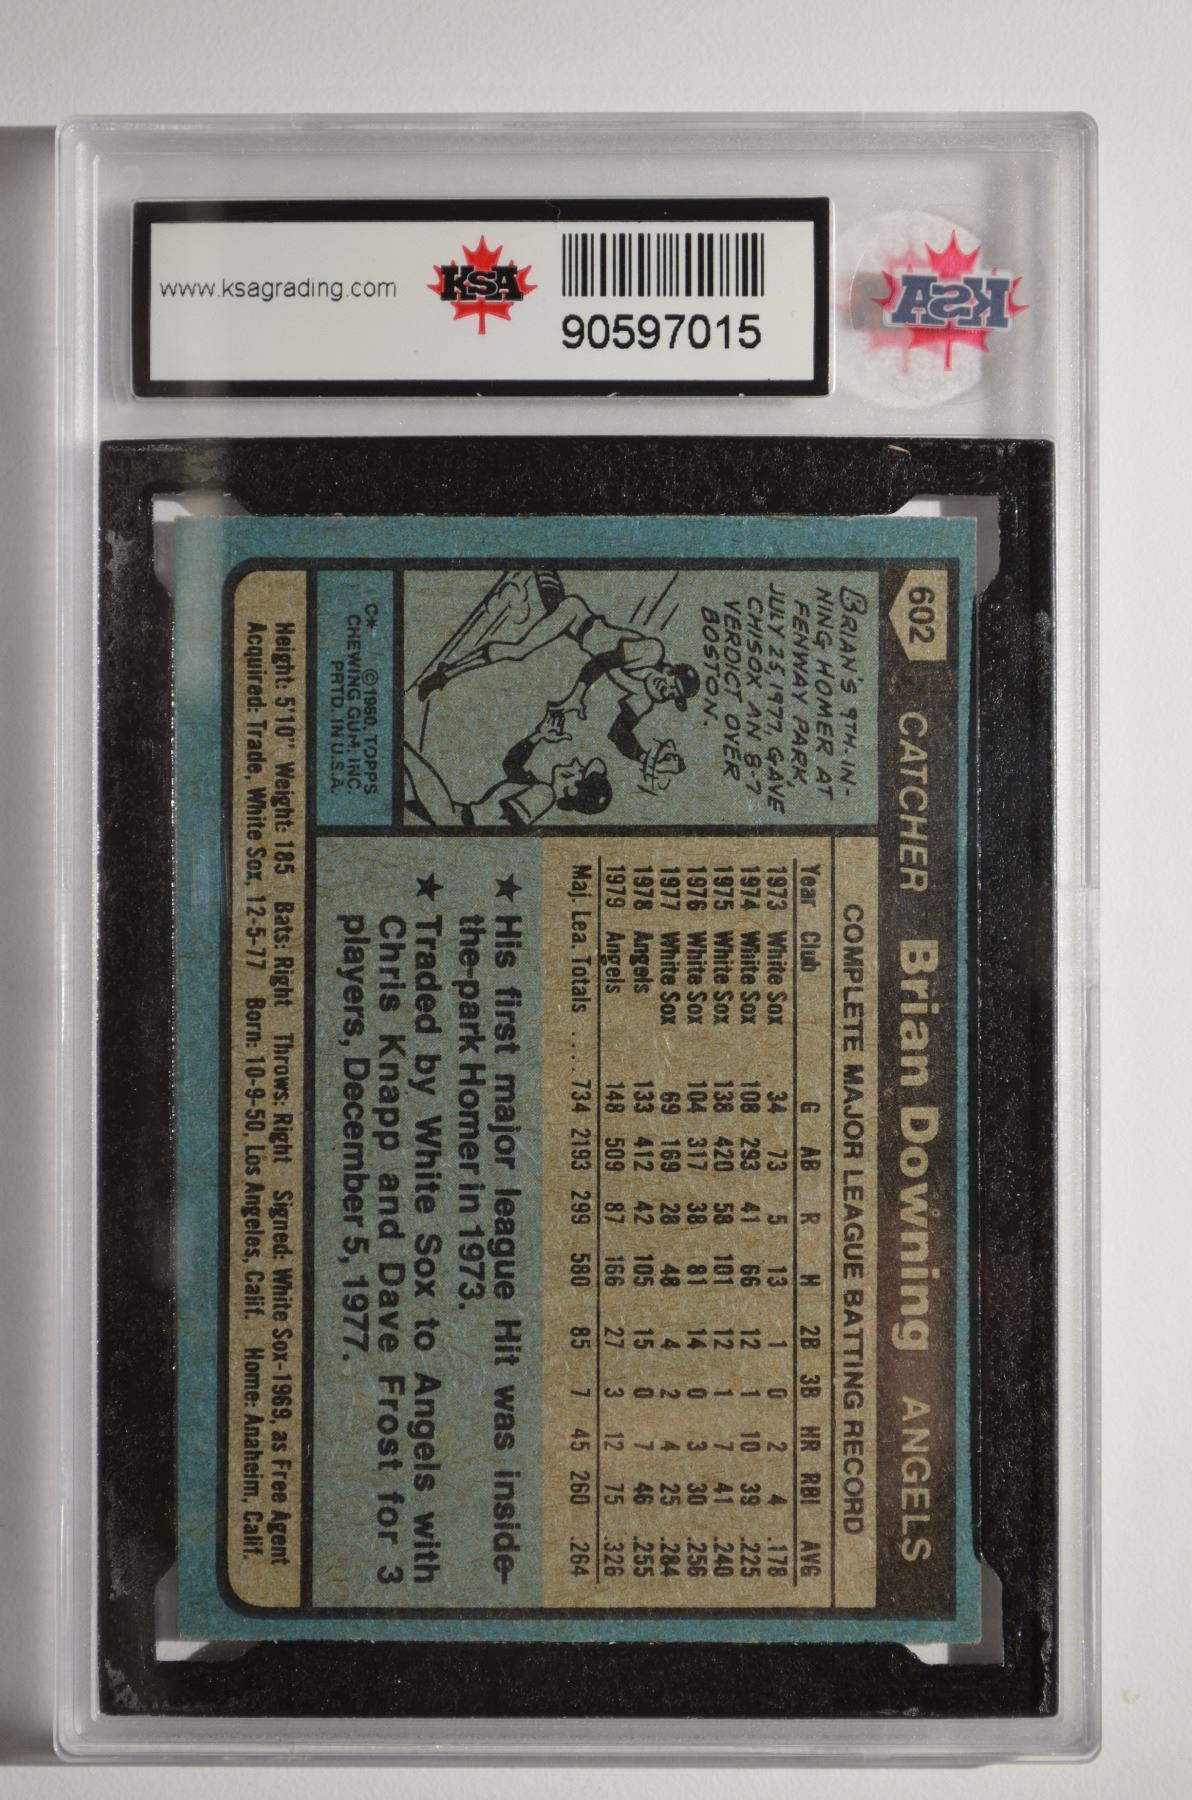 www.ksagrading.com
KSA
90597015
KSA
602
CATCHER Brian Downing ANGELS
BRIAN'S 9TH-IN-
NING HOMER AT
FENWAY PARK,
JULY 25, 1977, GAVE
CHISOX AN 8-7
VERDICT OVER
BOSTON.
C* ©1980 TOPPS
CHEWING GUM, INC.
PRTD. IN U.S.A.
COMPLETE MAJOR LEAGUE BATTING RECORD
Year Club G AB R H 2B 3B HR RBI AVG
1973 White Sox 34 73 5 13 1 0 2 4 .178
1974 White Sox 108 293 41 66 12 1 10 39 .225
1975 White Sox 138 420 58 101 12 1 7 41 .240
1976 White Sox 104 317 38 81 14 0 3 30 .256
1977 White Sox 69 169 28 48 4 2 4 25 .284
1978 Angels 133 412 42 105 15 0 7 46 .255
1979 Angels 148 509 87 166 27 3 12 75 .326
Maj. Lea. Totals .... 734 2193 299 580 85 7 45 260 .264
★ His first major league Hit was inside-
the-park Homer in 1973.
★ Traded by White Sox to Angels with
Chris Knapp and Dave Frost for 3
players, December 5, 1977.
Height: 5'10" Weight: 185 Bats: Right Throws: Right Signed: White Sox-1969, as Free Agent
Acquired: Trade, White Sox, 12-5-77 Born: 10-9-50, Los Angeles, Calif. Home: Anaheim, Calif.